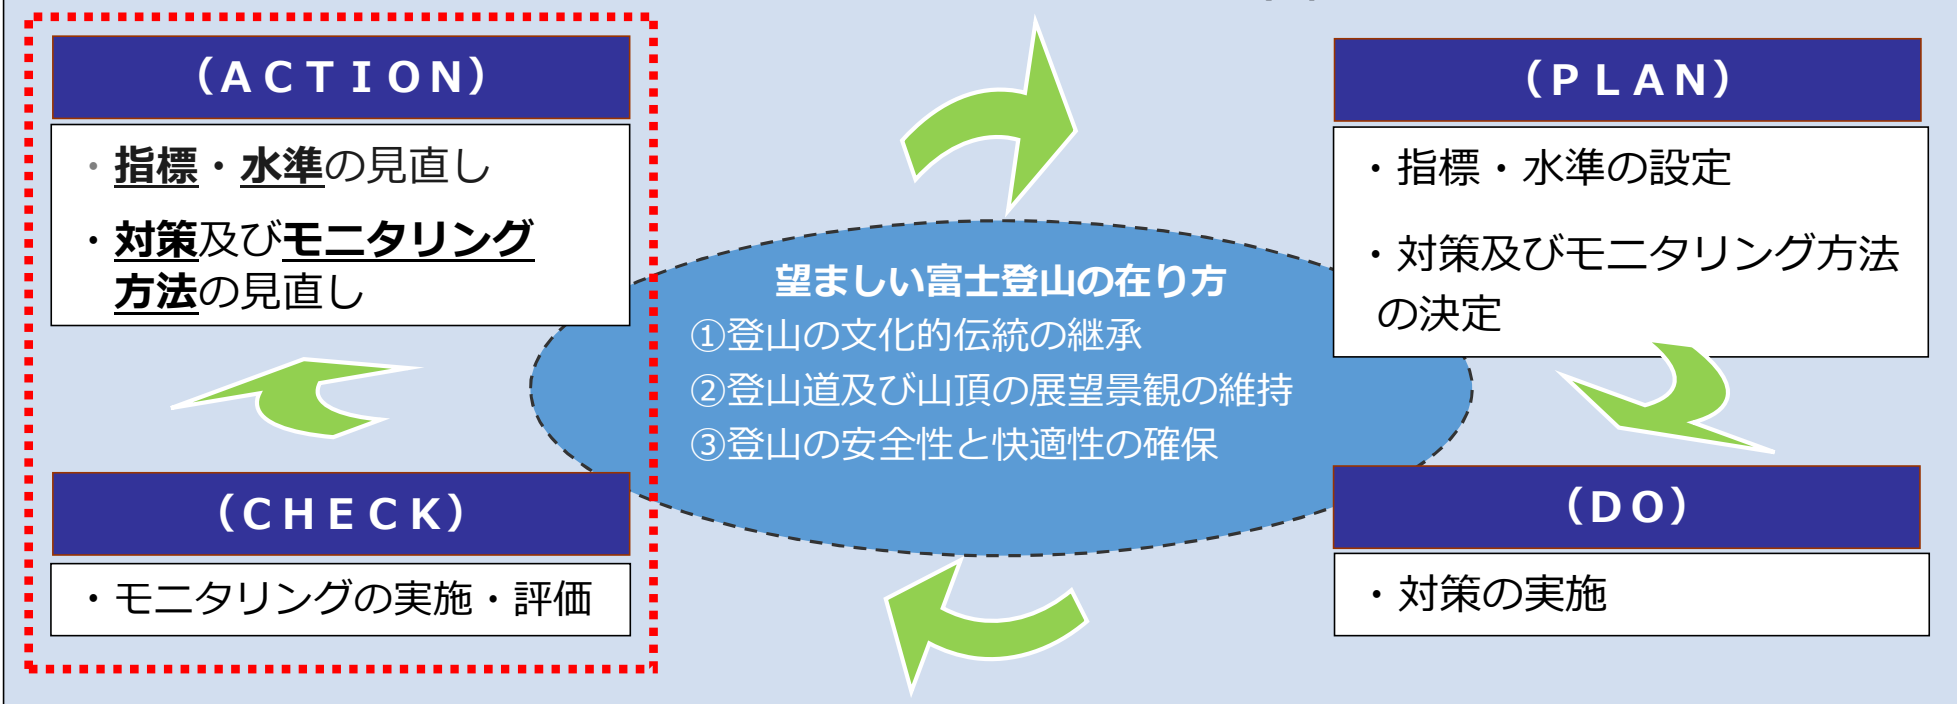 （ＡＣＴＩＯＮ）
・指標・水準の見直し
・対策及びモニタリング
方法の見直し
（ＰＬＡＮ）
・指標・水準の設定
・対策及びモニタリング方法
の決定
望ましい富士登山の在り方
①登山の文化的伝統の継承
②登山道及び山頂の展望景観の維持
③登山の安全性と快適性の確保
（ＣＨＥＣＫ）
・モニタリングの実施・評価
（ＤＯ）
・対策の実施